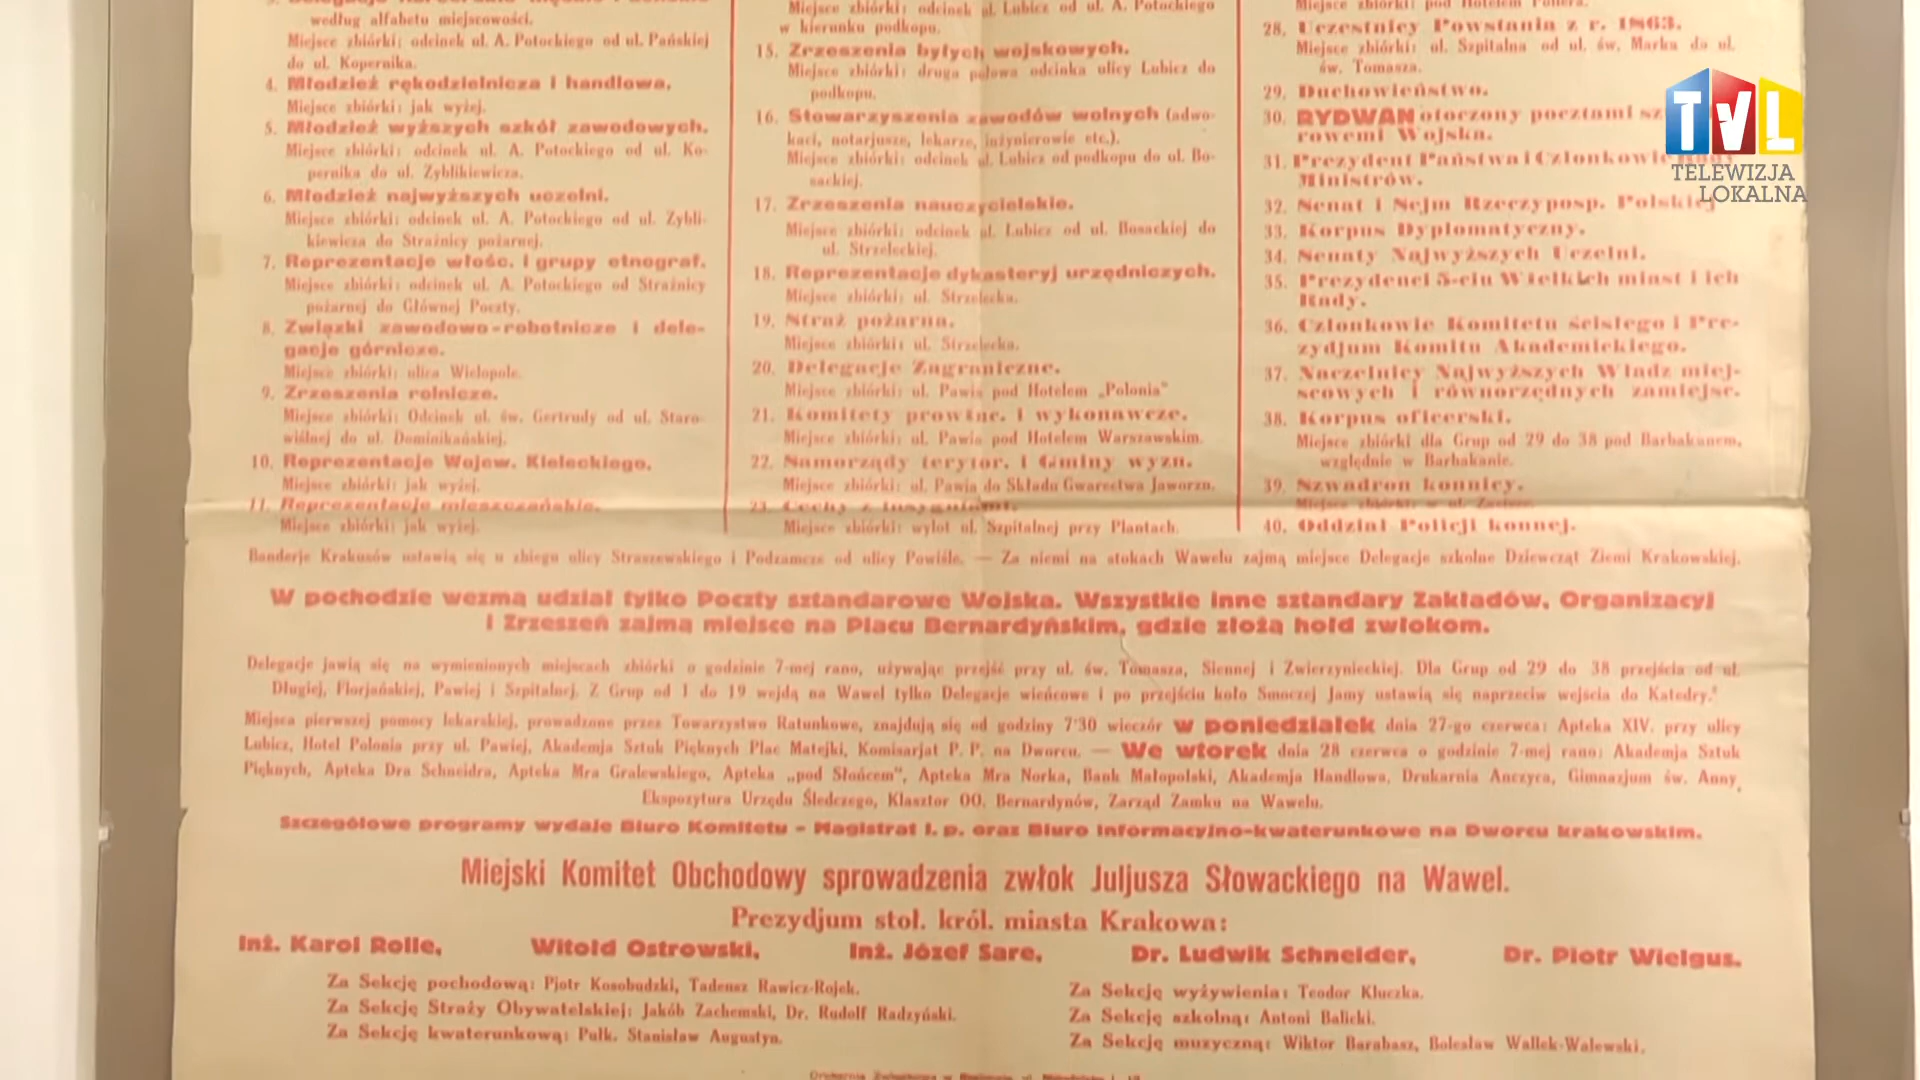 według alfabetu miejscowości.
Miejsce zbiórki: odcinek ul. A. Potockiego od ul. Pańskiej
do ul. Kopernika.
4. Młodzież rękodzielnicza i handlowa.
Miejsce zbiórki: jak wyżej.
5. Młodzież wyższych szkół zawodowych.
Miejsce zbiórki: odcinek ul. A. Potockiego od ul. Ko-
pernika do ul. Zyblikiewicza.
6. Młodzież najwyższych uczelni.
Miejsce zbiórki: odcinek ul. A. Potockiego od ul. Zybli-
kiewicza do Strażnicy pożarnej.
7. Reprezentacje włośc. i grupy etnograf.
Miejsce zbiórki: odcinek ul. A. Potockiego od Strażnicy
pożarnej do Głównej Poczty.
8. Związki zawodowo-robotnicze i dele-
gacje górnicze.
Miejsce zbiórki: ulica Wielopole.
9. Zrzeszenia rolnicze.
Miejsce zbiórki: Odcinek ul. św. Gertrudy od ul. Staro-
wiślnej do ul. Dominikańskiej.
10. Reprezentacje Wojew. Kieleckiego.
Miejsce zbiórki: jak wyżej.
11. Reprezentacje mieszczańskie.
Miejsce zbiórki: jak wyżej.
Miejsce zbiórki: odcinek ul. Lubicz od ul. A. Potockiego
w kierunku podkopu.
15. Zrzeszenia byłych wojskowych.
Miejsce zbiórki: druga połowa odcinka ulicy Lubicz do
podkopu.
16. Stowarzyszenia zawodów wolnych (adwo-
kaci, notarjusze, lekarze, inżynierowie etc.).
Miejsce zbiórki: odcinek ul. Lubicz od podkopu do ul. Bo-
sackiej.
17. Zrzeszenia nauczycielskie.
Miejsce zbiórki: odcinek ul. Lubicz od ul. Bosackiej do
ul. Strzeleckiej.
18. Reprezentacje dykasteryj urzędniczych.
Miejsce zbiórki: ul. Strzelecka.
19. Straż pożarna.
Miejsce zbiórki: ul. Strzelecka.
20. Delegacje Zagraniczne.
Miejsce zbiórki: ul. Pawia pod Hotelem „Polonia"
21. Komitety prowinc. i wykonawcze.
Miejsce zbiórki: ul. Pawia pod Hotelem Warszawskim.
22. Samorządy terytor. i Gminy wyzn.
Miejsce zbiórki: ul. Pawia do Składu Gwarectwa Jaworzn.
23. Cechy z insygniami.
Miejsce zbiórki: wylot ul. Szpitalnej przy Plantach.
Miejsce zbiórki: pod Hotelem Pollera.
28. Uczestnicy Powstania z r. 1863.
Miejsce zbiórki: ul. Szpitalna od ul. św. Marka do ul.
św. Tomasza.
29. Duchowieństwo.
30. RYDWAN otoczony pocztami
rowemi Wojska.
31. Prezydent Państwa i Członkowie
Ministrów.
32. Senat i Sejm Rzeczyposp. Polskiej
33. Korpus Dyplomatyczny.
34. Senaty Najwyższych Uczelni.
35. Prezydenci 5-ciu Wielkich miast i ich
Rady.
36. Członkowie Komitetu ścisłego i Pre-
zydjum Komitu Akademickiego.
37. Naczelnicy Najwyższych Władz miej-
scowych i równorzędnych zamiejsc.
38. Korpus oficerski.
Miejsce zbiórki dla Grup od 29 do 38 pod Barbakanem,
względnie w Barbakanie.
39. Szwadron konnicy.
40. Oddział Policji konnej.
TVL
TELEWIZJA
LOKALNA
Banderje Krakusów ustawią się u zbiegu ulicy Straszewskiego i Podzamcze od ulicy Powiśle. — Za niemi na stokach Wawelu zajmą miejsce Delegacje szkolne Dziewcząt Ziemi Krakowskiej.
W pochodzie wezmą udział tylko Poczty sztandarowe Wojska. Wszystkie inne sztandary Zakładów, Organizacyj
i Zrzeszeń zajmą miejsce na Placu Bernardyńskim, gdzie złożą hołd zwłokom.
Delegacje jawią się na wymienionych miejscach zbiórki o godzinie 7-mej rano, używając przejść przy ul. św. Tomasza, Siennej i Zwierzynieckiej. Dla Grup od 29 do 38 przejścia od ul.
Długiej, Florjańskiej, Pawiej i Szpitalnej. Z Grup od 1 do 19 wejdą na Wawel tylko Delegacje wieńcowe i po przejściu koło Smoczej Jamy ustawią się naprzeciw wejścia do Katedry.
Miejsca pierwszej pomocy lekarskiej, prowadzone przez Towarzystwo Ratunkowe, znajdują się od godziny 7'30 wieczór w poniedziałek dnia 27-go czerwca: Apteka XIV. przy ulicy
Lubicz, Hotel Polonia przy ul. Pawiej, Akademja Sztuk Pięknych Plac Matejki, Komisarjat P. P. na Dworcu. — We wtorek dnia 28 czerwca o godzinie 7-mej rano: Akademja Sztuk
Pięknych, Apteka Dra Schneidra, Apteka Mra Gralewskiego, Apteka „pod Słońcem", Apteka Mra Norka, Bank Małopolski, Akademja Handlowa, Drukarnia Anczyca, Gimnazjum św. Anny,
Ekspozytura Urzędu Śledczego, Klasztor OO. Bernardynów, Zarząd Zamku na Wawelu.
Szczegółowe programy wydaje Biuro Komitetu - Magistrat I. p. oraz Biuro informacyjno-kwaterunkowe na Dworcu krakowskim.
Miejski Komitet Obchodowy sprowadzenia zwłok Juljusza Słowackiego na Wawel.
Prezydjum stoł. król. miasta Krakowa:
Inż. Karol Rolle, Witold Ostrowski, Inż. Józef Sare, Dr. Ludwik Schneider, Dr. Piotr Wielgus.
Za Sekcję pochodową: Pjotr Kosobudzki, Tadeusz Rawicz-Rojek.
Za Sekcję Straży Obywatelskiej: Jakób Zachemski, Dr. Rudolf Radzyński.
Za Sekcję kwaterunkową: Pułk. Stanisław Augustyn.
Za Sekcję wyżywienia: Teodor Kluczka.
Za Sekcję szkolną: Antoni Balicki.
Za Sekcję muzyczną: Wiktor Barabasz, Bolesław Wallek-Walewski.